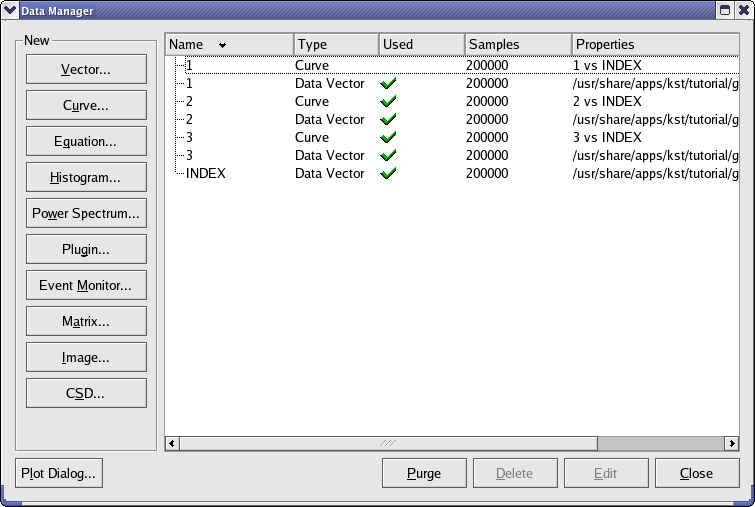 Data Manager
New
Vector...
Curve...
Equation...
Histogram...
Power Spectrum...
Plugin...
Event Monitor...
Matrix...
Image...
CSD...
Name Type Used Samples Properties
1 Curve 200000 1 vs INDEX
1 Data Vector 200000 /usr/share/apps/kst/tutorial/g
2 Curve 200000 2 vs INDEX
2 Data Vector 200000 /usr/share/apps/kst/tutorial/g
3 Curve 200000 3 vs INDEX
3 Data Vector 200000 /usr/share/apps/kst/tutorial/g
INDEX Data Vector 200000 /usr/share/apps/kst/tutorial/g
Plot Dialog... Purge Delete Edit Close